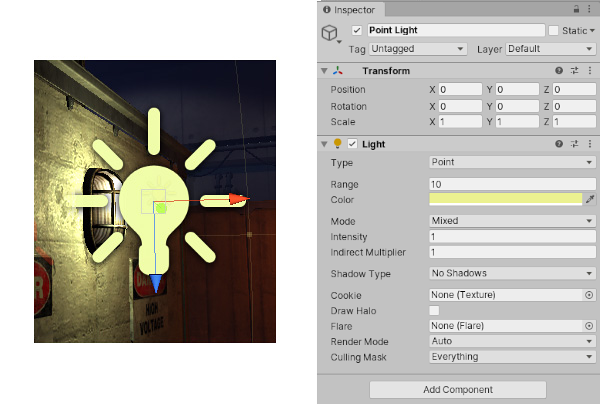 Inspector
Point Light
Static
Tag Untagged Layer Default
Transform
Position X 0 Y 0 Z 0
Rotation X 0 Y 0 Z 0
Scale X 1 Y 1 Z 1
Light
Type Point
Range 10
Color
Mode Mixed
Intensity 1
Indirect Multiplier 1
Shadow Type No Shadows
Cookie None (Texture)
Draw Halo
Flare None (Flare)
Render Mode Auto
Culling Mask Everything
Add Component
HIGH
VOLTAGE